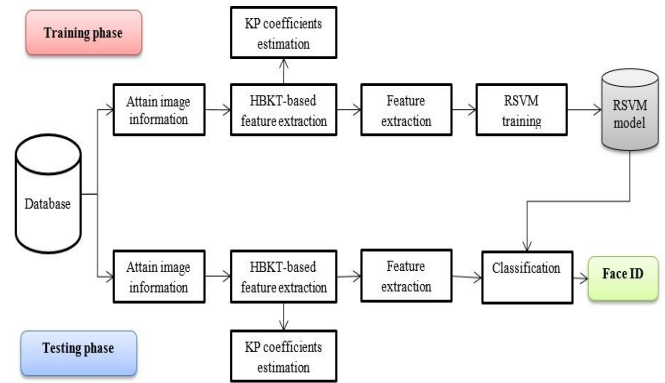 Training phase
KP coefficients
estimation
Attain image
information
HBKT-based
feature extraction
Feature
extraction
RSVM
training
RSVM
model
Database
Attain image
information
HBKT-based
feature extraction
Feature
extraction
Classification
Face ID
Testing phase
KP coefficients
estimation